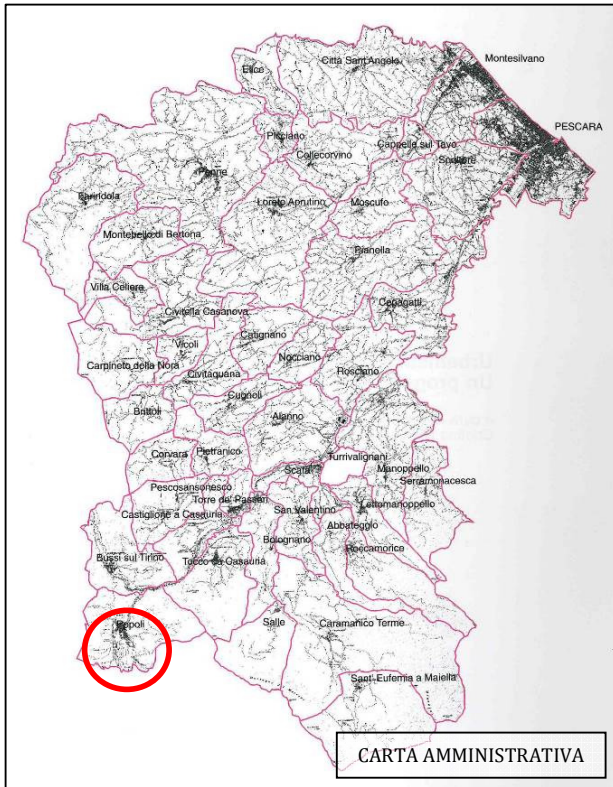 Montesilvano
Città Sant'Angelo
Elice
PESCARA
Picciano
Cappelle sul Tavo
Collecorvino
Spoltore
Penne
Farindola
Loreto Aprutino
Moscufo
Montebello di Bertona
Pianella
Villa Celiera
Cepagatti
Civitella Casanova
Catignano
Vicoli
Nocciano
Carpineto della Nora
Rosciano
Civitaquana
Cugnoli
Brittoli
Alanno
Corvara
Pietranico
Turrivalignani
Scafa
Manoppello
Serramonacesca
Pescosansonesco
Torre de' Passeri
Lettomanoppello
Castiglione a Casauria
San Valentino
Abbateggio
Bolognano
Roccamorice
Bussi sul Tirino
Tocco da Casauria
Popoli
Salle
Caramanico Terme
Sant' Eufemia a Maiella
CARTA AMMINISTRATIVA